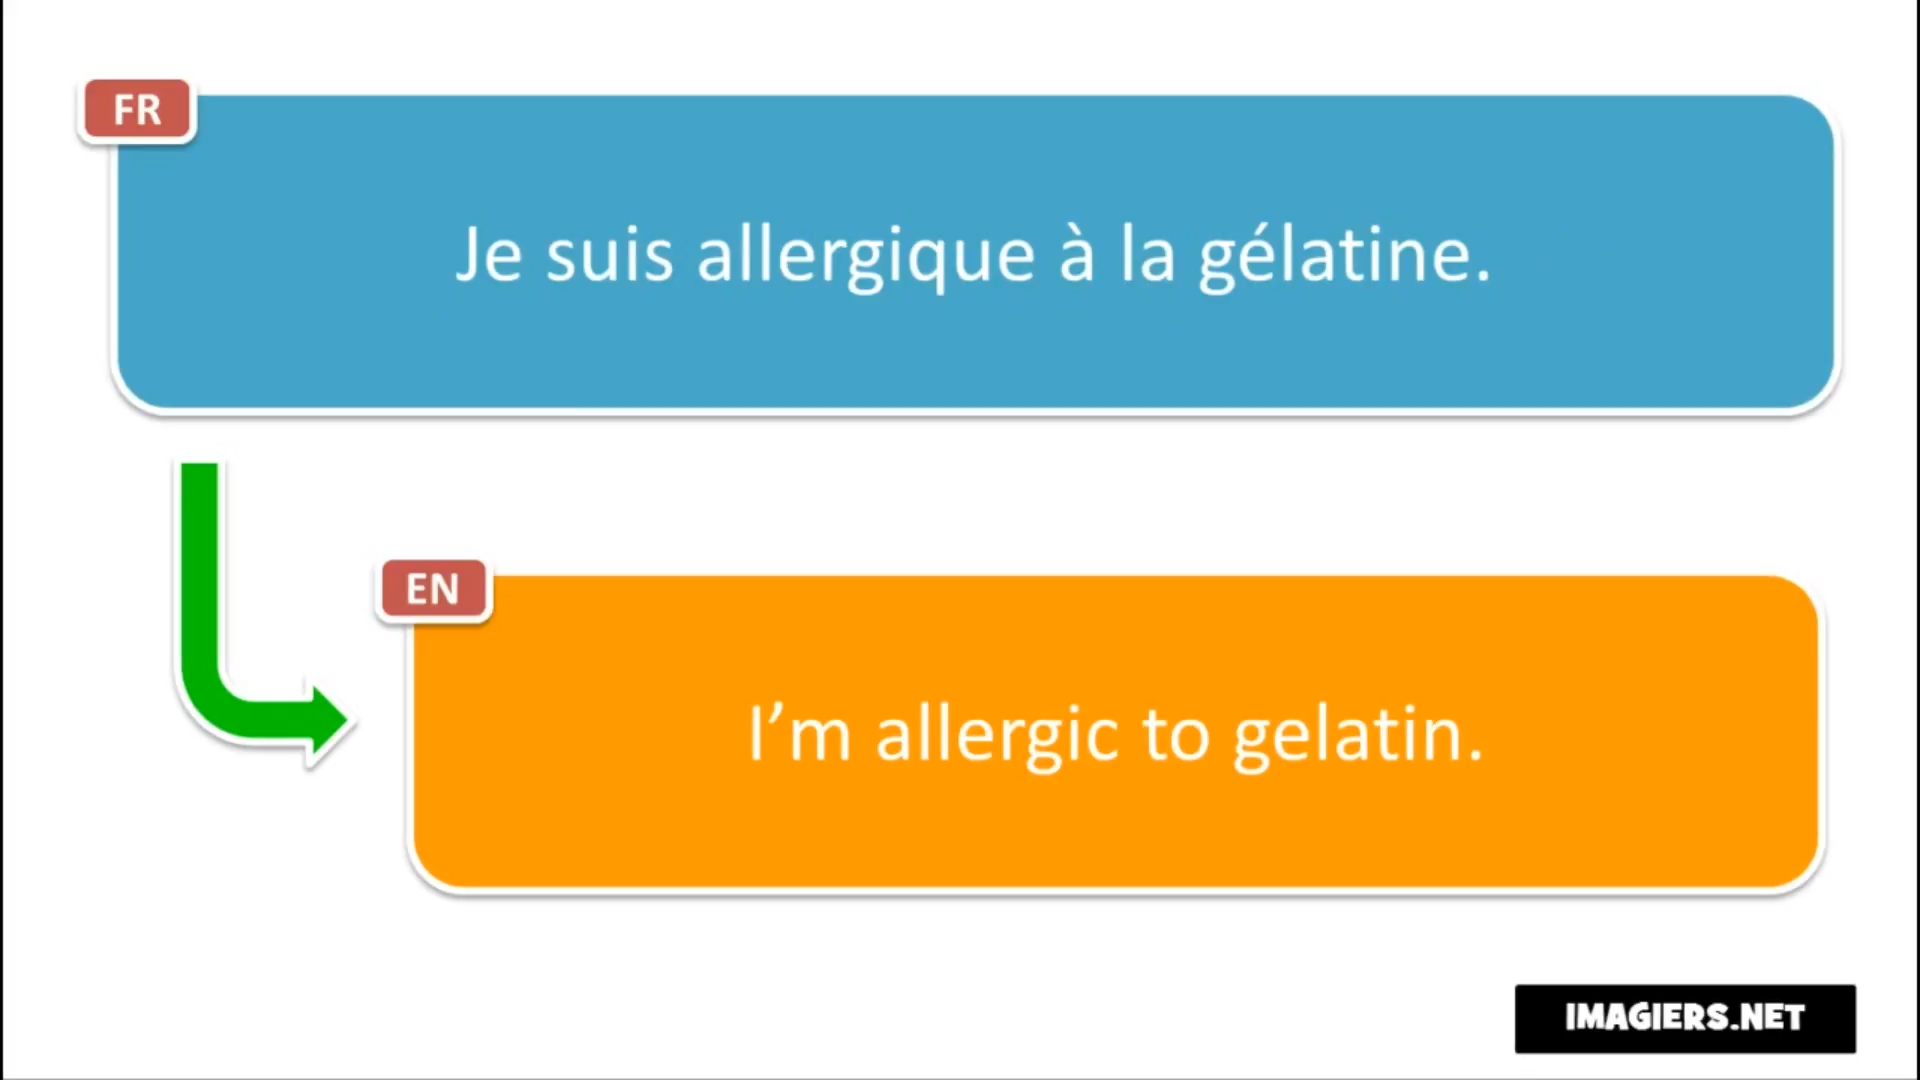 FR
Je suis allergique à la gélatine.
EN
I’m allergic to gelatin.
IMAGIERS.NET